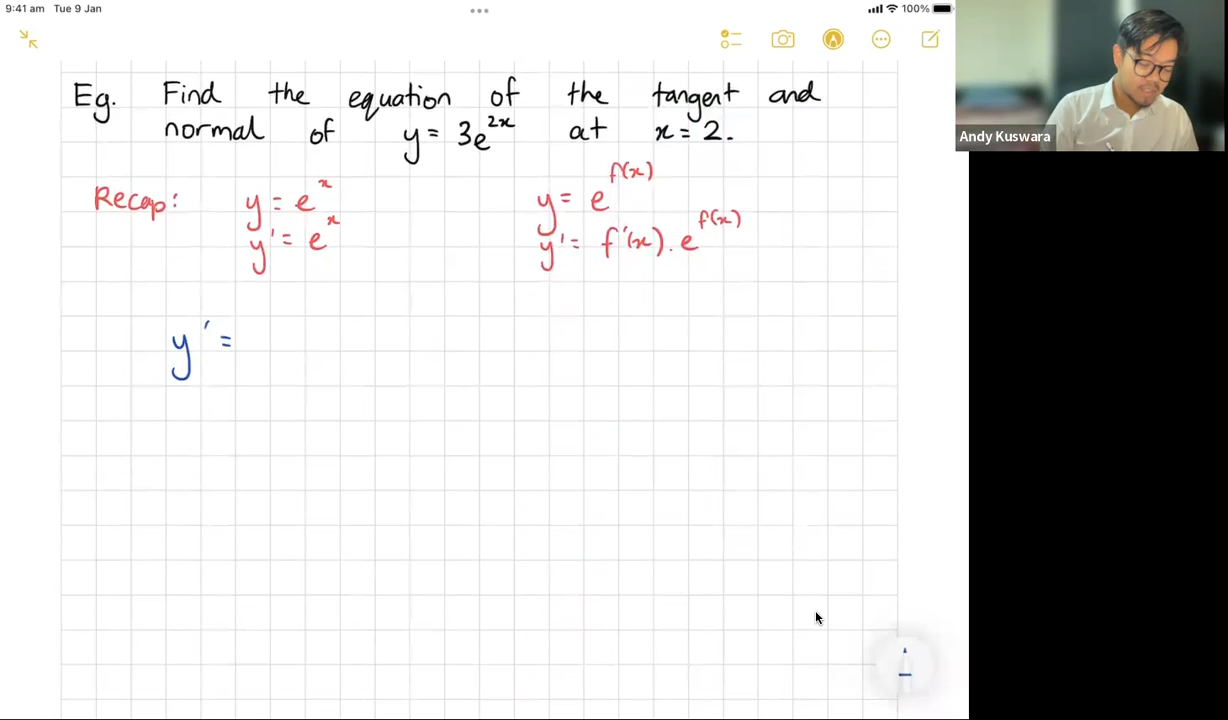 9:41 am Tue 9 Jan 100%
Eg. Find the equation of the tangent and
normal of y = 3e^{2x} at x = 2.
Recap: y = e^{x} y = e^{f(x)}
y' = e^{x} y' = f'(x) . e^{f(x)}
y' =
Andy Kuswara